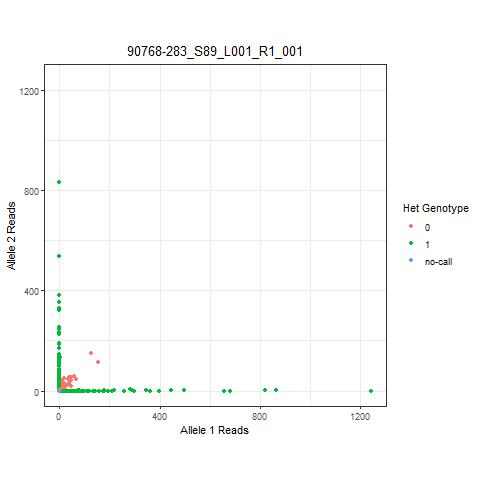 90768-283_S89_L001_R1_001
Allele 2 Reads
1200
800
400
0
0
400
800
1200
Allele 1 Reads
Het Genotype
0
1
no-call